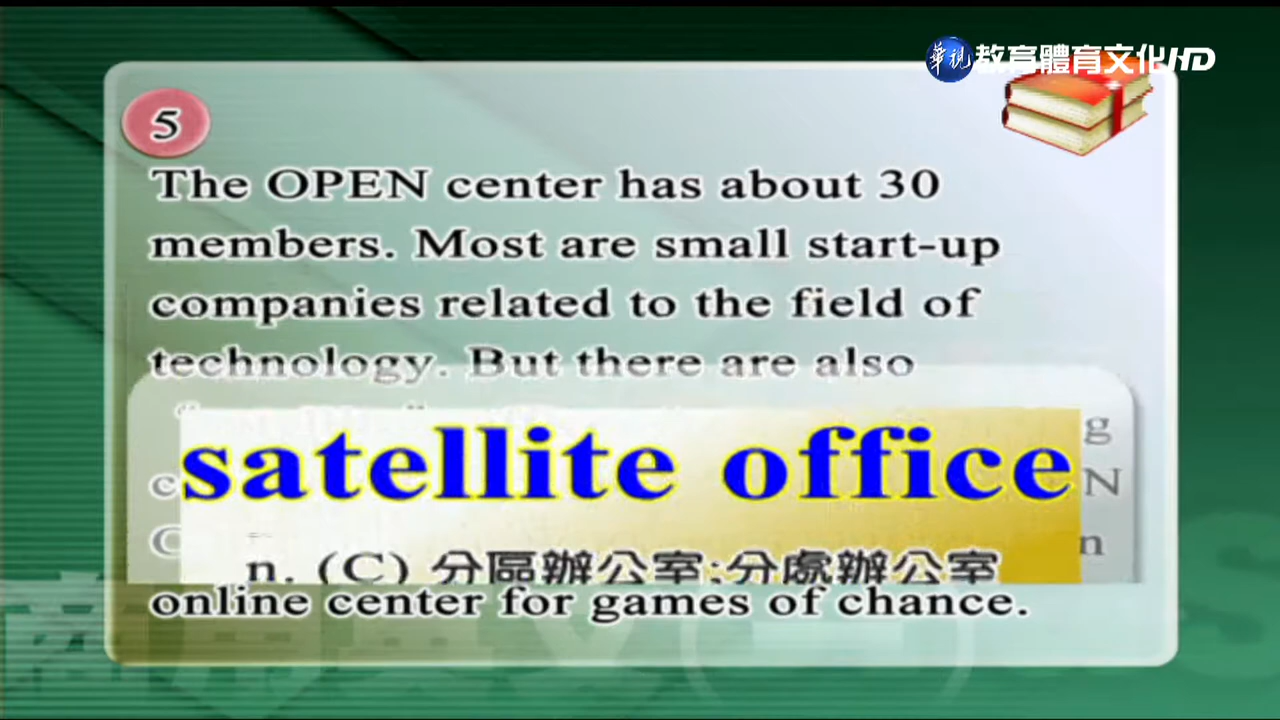 華視 教育體育文化HD
5
The OPEN center has about 30
members. Most are small start-up
companies related to the field of
technology. But there are also
satellite office
n. (C) 分區辦公室;分處辦公室
online center for games of chance.